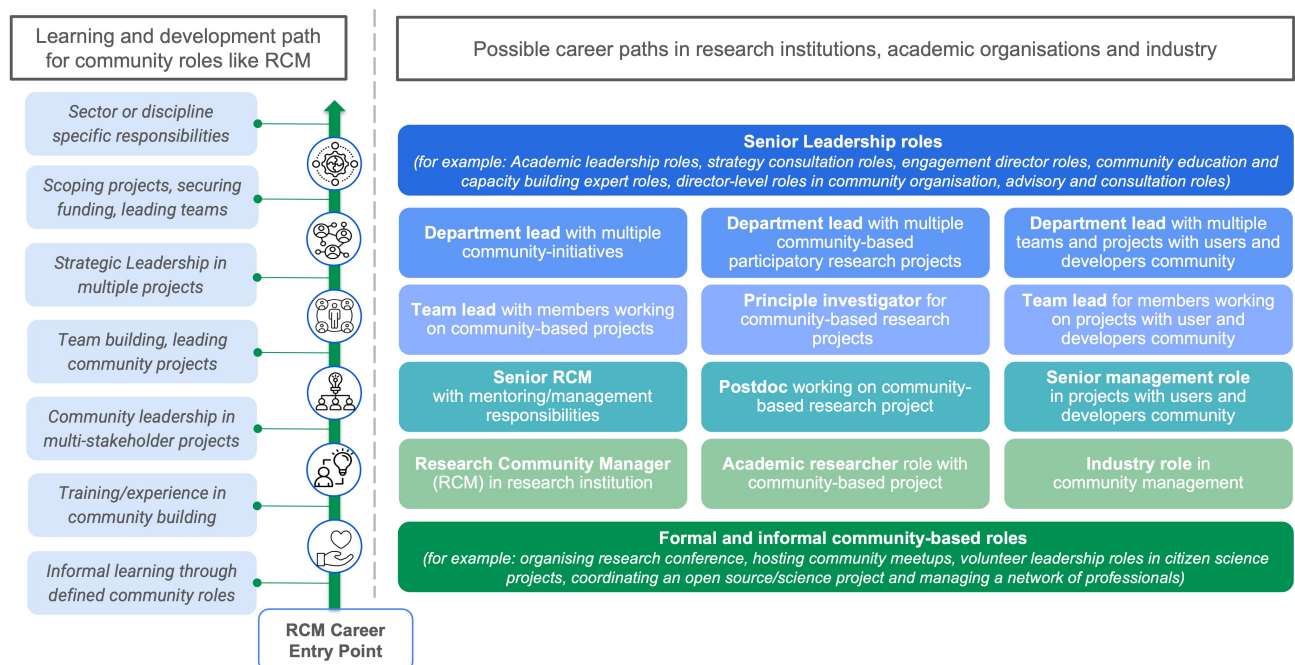 Learning and development path
for community roles like RCM
Possible career paths in research institutions, academic organisations and industry
Sector or discipline
specific responsibilities
Scoping projects, securing
funding, leading teams
Strategic Leadership in
multiple projects
Team building, leading
community projects
Community leadership in
multi-stakeholder projects
Training/experience in
community building
Informal learning through
defined community roles
RCM Career
Entry Point
Senior Leadership roles
(for example: Academic leadership roles, strategy consultation roles, engagement director roles, community education and
capacity building expert roles, director-level roles in community organisation, advisory and consultation roles)
Department lead with multiple
community-initiatives
Department lead with multiple
community-based
participatory research projects
Department lead with multiple
teams and projects with users and
developers community
Team lead with members working
on community-based projects
Principle investigator for
community-based research
projects
Team lead for members working
on projects with user and
developers community
Senior RCM
with mentoring/management
responsibilities
Postdoc working on community-
based research project
Senior management role
in projects with users and
developers community
Research Community Manager
(RCM) in research institution
Academic researcher role with
community-based project
Industry role in
community management
Formal and informal community-based roles
(for example: organising research conference, hosting community meetups, volunteer leadership roles in citizen science
projects, coordinating an open source/science project and managing a network of professionals)